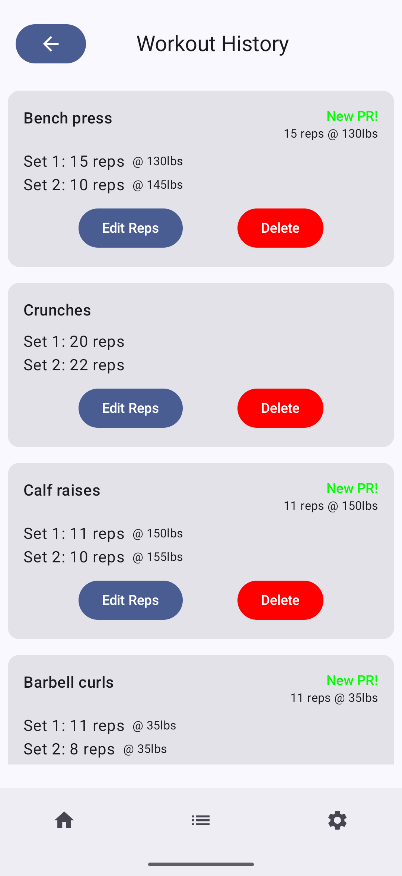 Workout History
Bench press
New PR!
15 reps @ 130lbs
Set 1: 15 reps @ 130lbs
Set 2: 10 reps @ 145lbs
Edit Reps
Delete
Crunches
Set 1: 20 reps
Set 2: 22 reps
Edit Reps
Delete
Calf raises
New PR!
11 reps @ 150lbs
Set 1: 11 reps @ 150lbs
Set 2: 10 reps @ 155lbs
Edit Reps
Delete
Barbell curls
New PR!
11 reps @ 35lbs
Set 1: 11 reps @ 35lbs
Set 2: 8 reps @ 35lbs